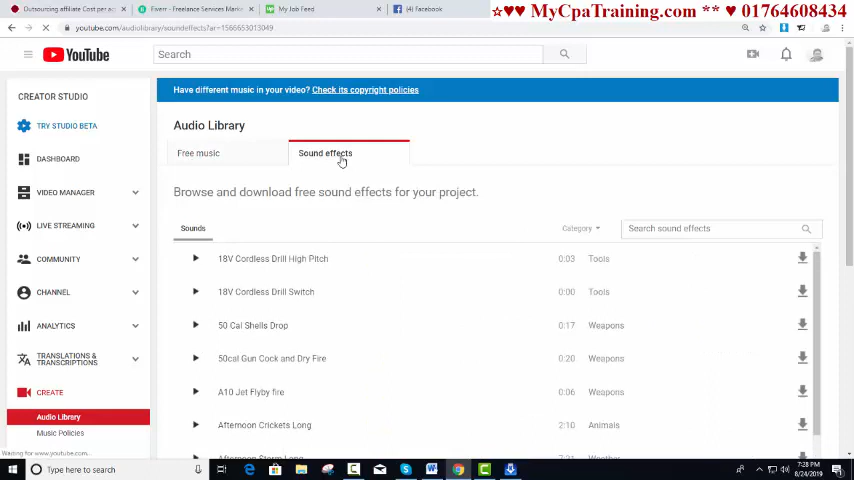 Outsourcing affiliate Cost per ac
Fiverr - Freelance Services Marke
My Job Feed
(4) Facebook
☆♥♥ MyCpaTraining.com ** ♥ 01764608434
youtube.com/audiolibrary/soundeffects?ar=1566653013049
YouTube
Search
CREATOR STUDIO
Have different music in your video? Check its copyright policies
TRY STUDIO BETA
Audio Library
DASHBOARD
Free music
Sound effects
VIDEO MANAGER
Browse and download free sound effects for your project.
LIVE STREAMING
Sounds
Category
Search sound effects
COMMUNITY
18V Cordless Drill High Pitch 0:03 Tools
CHANNEL
18V Cordless Drill Switch 0:00 Tools
ANALYTICS
50 Cal Shells Drop 0:17 Weapons
TRANSLATIONS &
TRANSCRIPTIONS
50cal Gun Cock and Dry Fire 0:20 Weapons
CREATE
A10 Jet Flyby fire 0:06 Weapons
Audio Library
Afternoon Crickets Long 2:10 Animals
Music Policies
Waiting for www.youtube.com...
Type here to search
7:28 PM
8/24/2019